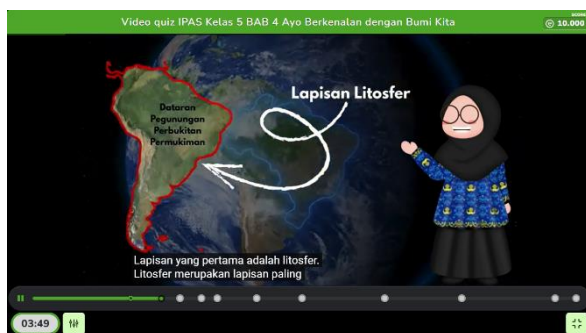 Video quiz IPAS Kelas 5 BAB 4 Ayo Berkenalan dengan Bumi Kita
10.000
Lapisan Litosfer
Dataran
Pegunungan
Perbukitan
Permukiman
Lapisan yang pertama adalah litosfer.
Litosfer merupakan lapisan paling
03:49